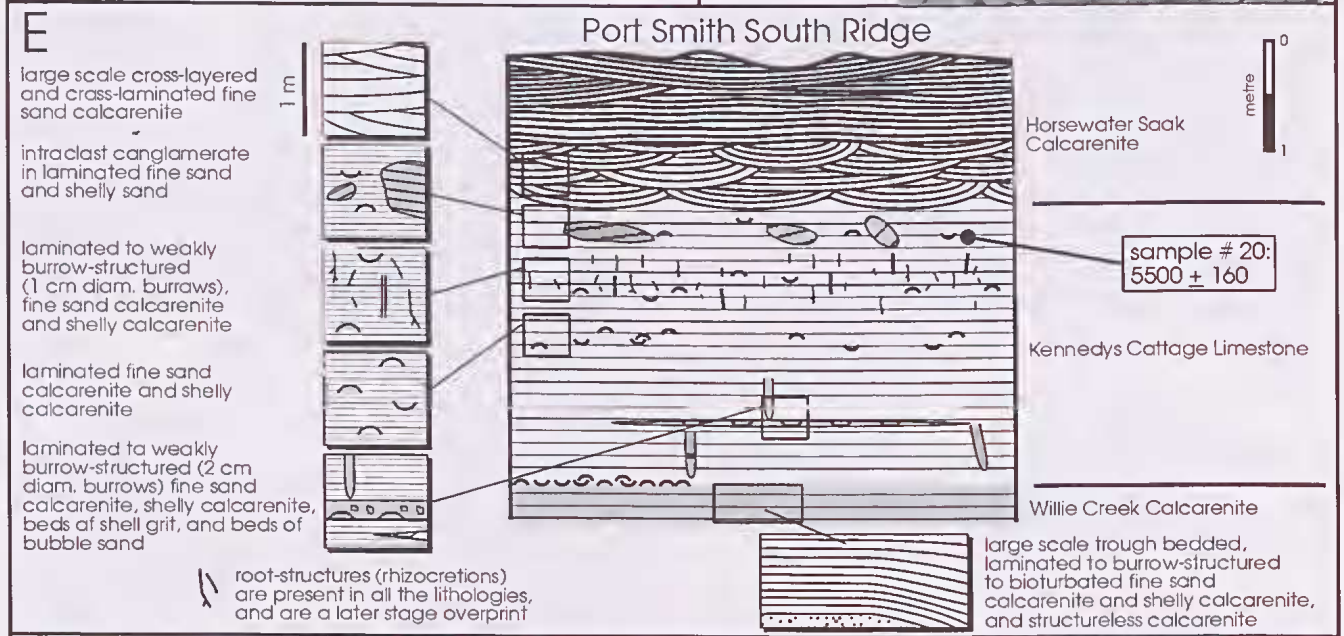 E
Port Smith South Ridge
large scale cross-layered
and crass-laminated fine
sand calcarenite
intraclast canglamerate
in laminated fine sand
and shelly sand
laminated to weakly
burrow-structured
(1 cm diam. burraws),
fine sand calcarenite
and shelly calcarenite
laminated fine sand
calcarenite and shelly
calcarenite
laminated ta weakly
burrow-structured (2 cm
diam. burrows) fine sand
calcarenite, shelly calcarenite,
beds af shell grit, and beds of
bubble sand
root-structures (rhizocretions)
are present in all the lithologies,
and are a later stage overprint
1 m
0
metre
1
Horsewater Saak
Calcarenite
sample # 20:
5500 ± 160
Kennedys Cattage Limestone
Willie Creek Calcarenite
large scale trough bedded,
laminated to burrow-structured
to bioturbated fine sand
calcarenite and shelly calcarenite,
and structureless calcarenite